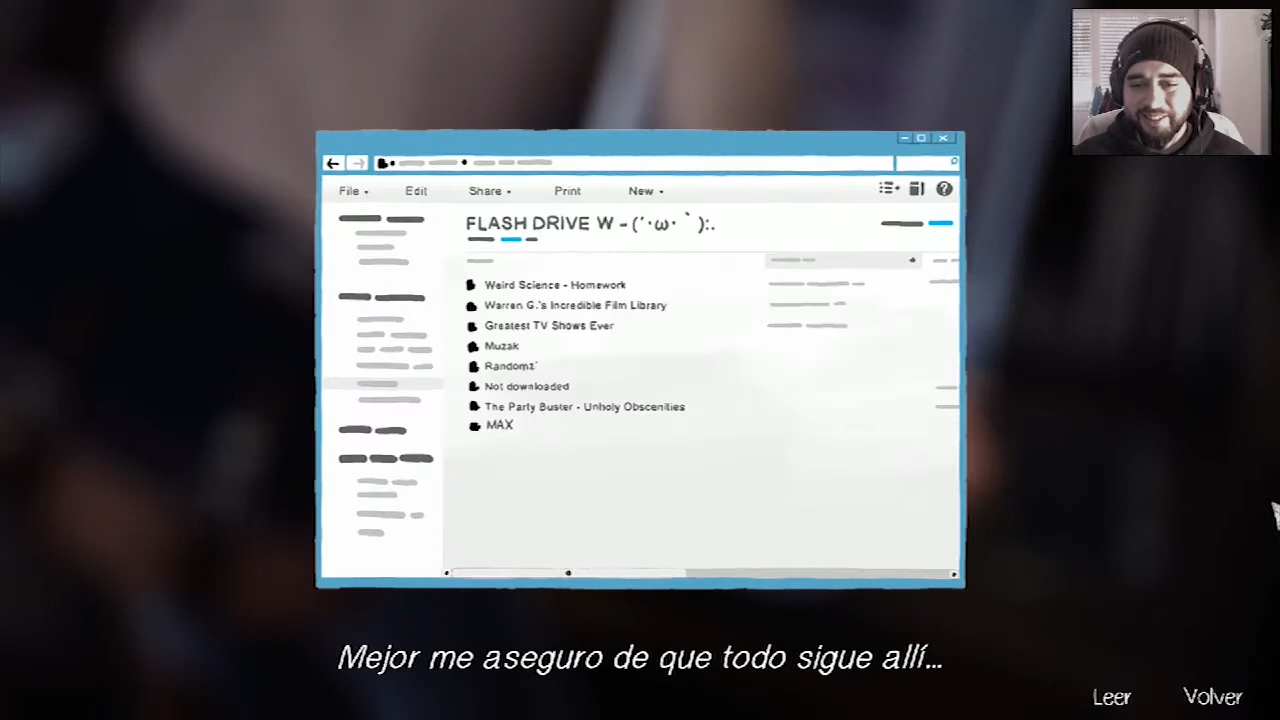 File Edit Share Print New
FLASH DRIVE W -(´･ω･｀):.
Weird Science - Homework
Warren G.'s Incredible Film Library
Greatest TV Shows Ever
Muzak
Randomz'
Not downloaded
The Party Buster - Unholy Obscenities
MAX
Mejor me aseguro de que todo sigue allí...
Leer Volver